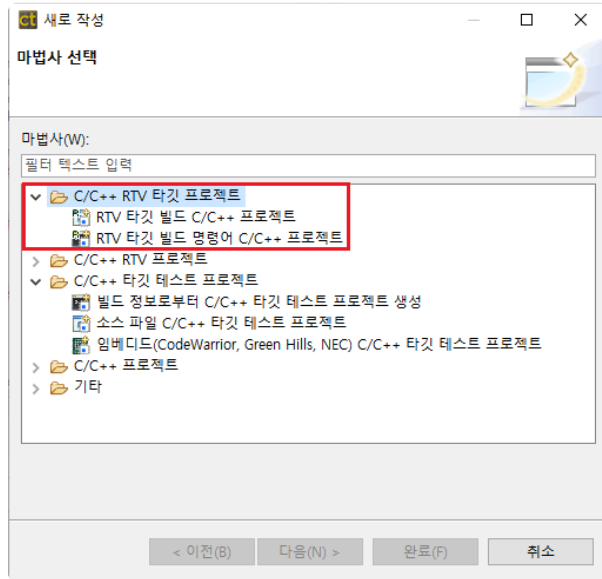 ct 새로 작성
마법사 선택
마법사(W):
필터 텍스트 입력
C/C++ RTV 타깃 프로젝트
RTV 타깃 빌드 C/C++ 프로젝트
RTV 타깃 빌드 명령어 C/C++ 프로젝트
C/C++ RTV 프로젝트
C/C++ 타깃 테스트 프로젝트
빌드 정보로부터 C/C++ 타깃 테스트 프로젝트 생성
소스 파일 C/C++ 타깃 테스트 프로젝트
임베디드(CodeWarrior, Green Hills, NEC) C/C++ 타깃 테스트 프로젝트
C/C++ 프로젝트
기타
< 이전(B) 다음(N) > 완료(F) 취소